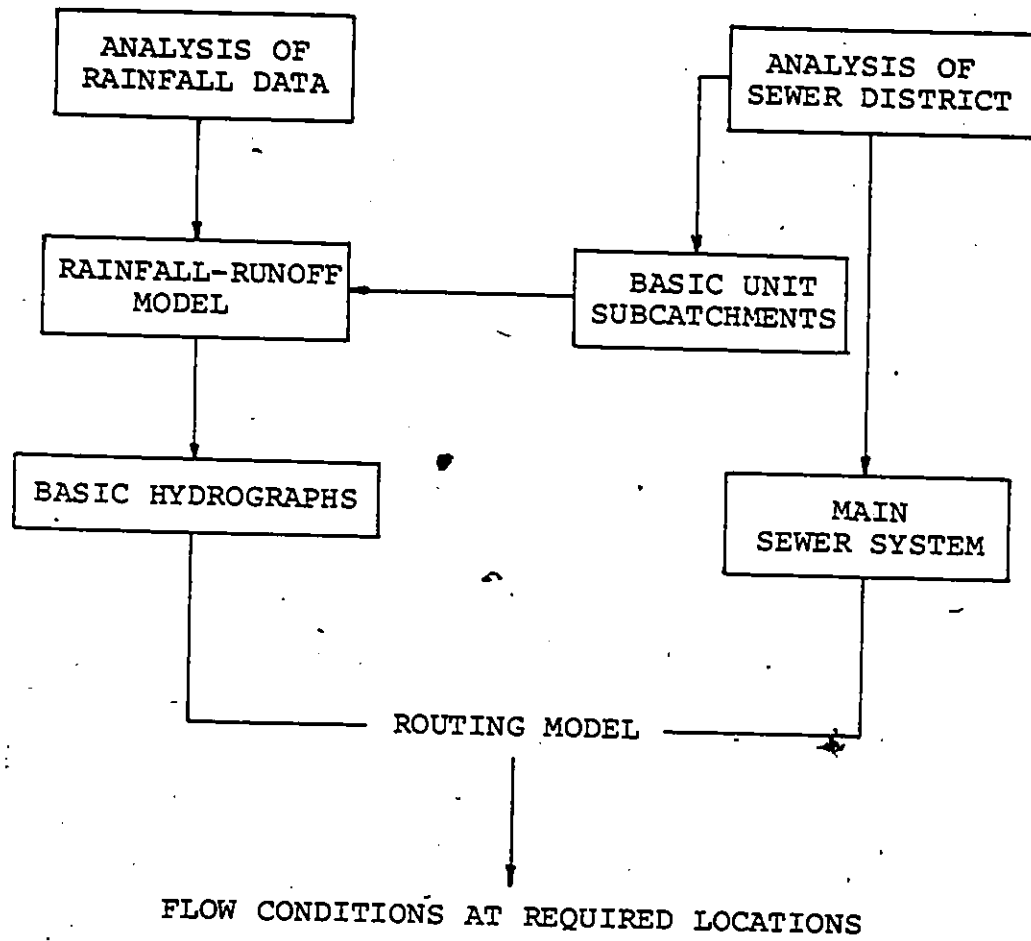 ANALYSIS OF
RAINFALL DATA
ANALYSIS OF
SEWER DISTRICT
RAINFALL-RUNOFF
MODEL
BASIC UNIT
SUBCATCHMENTS
BASIC HYDROGRAPHS
MAIN
SEWER SYSTEM
ROUTING MODEL
FLOW CONDITIONS AT REQUIRED LOCATIONS